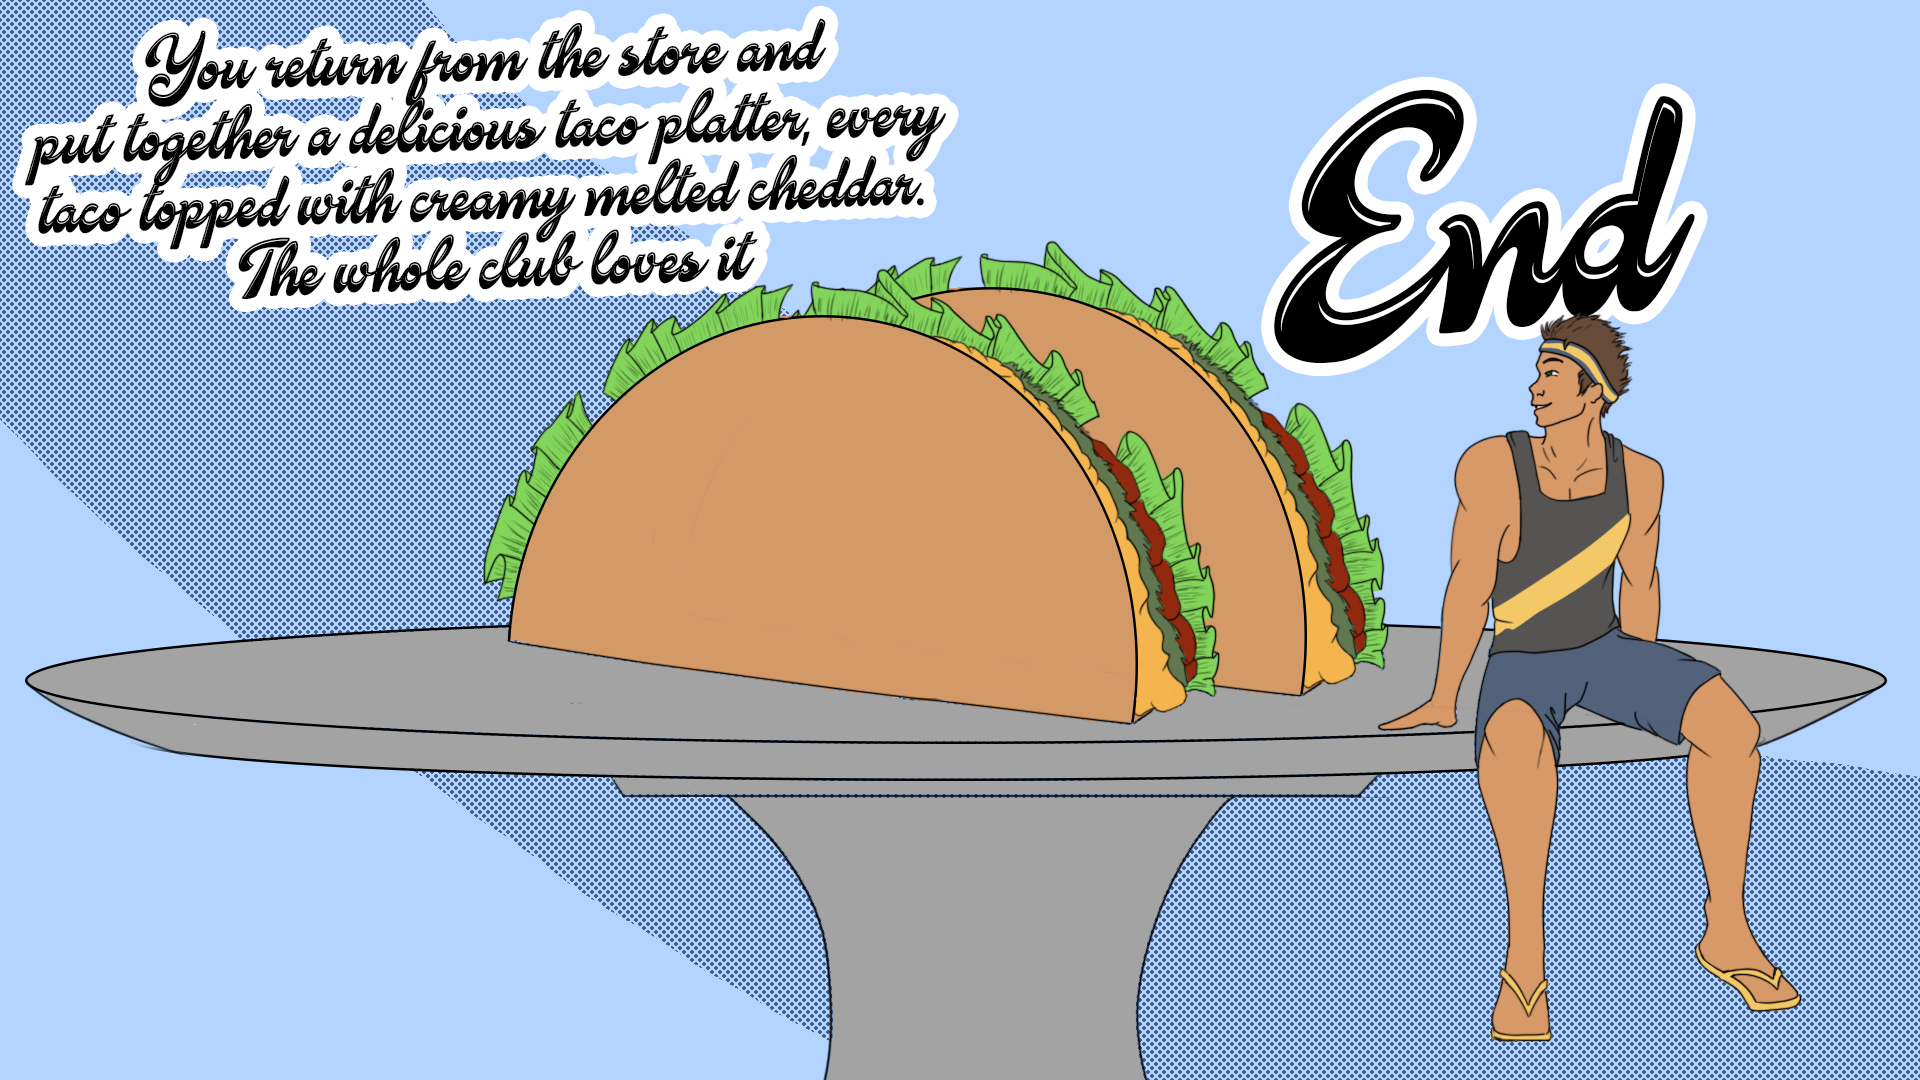 You return from the store and
put together a delicious taco platter, every
taco topped with creamy melted cheddar.
The whole club loves it
End